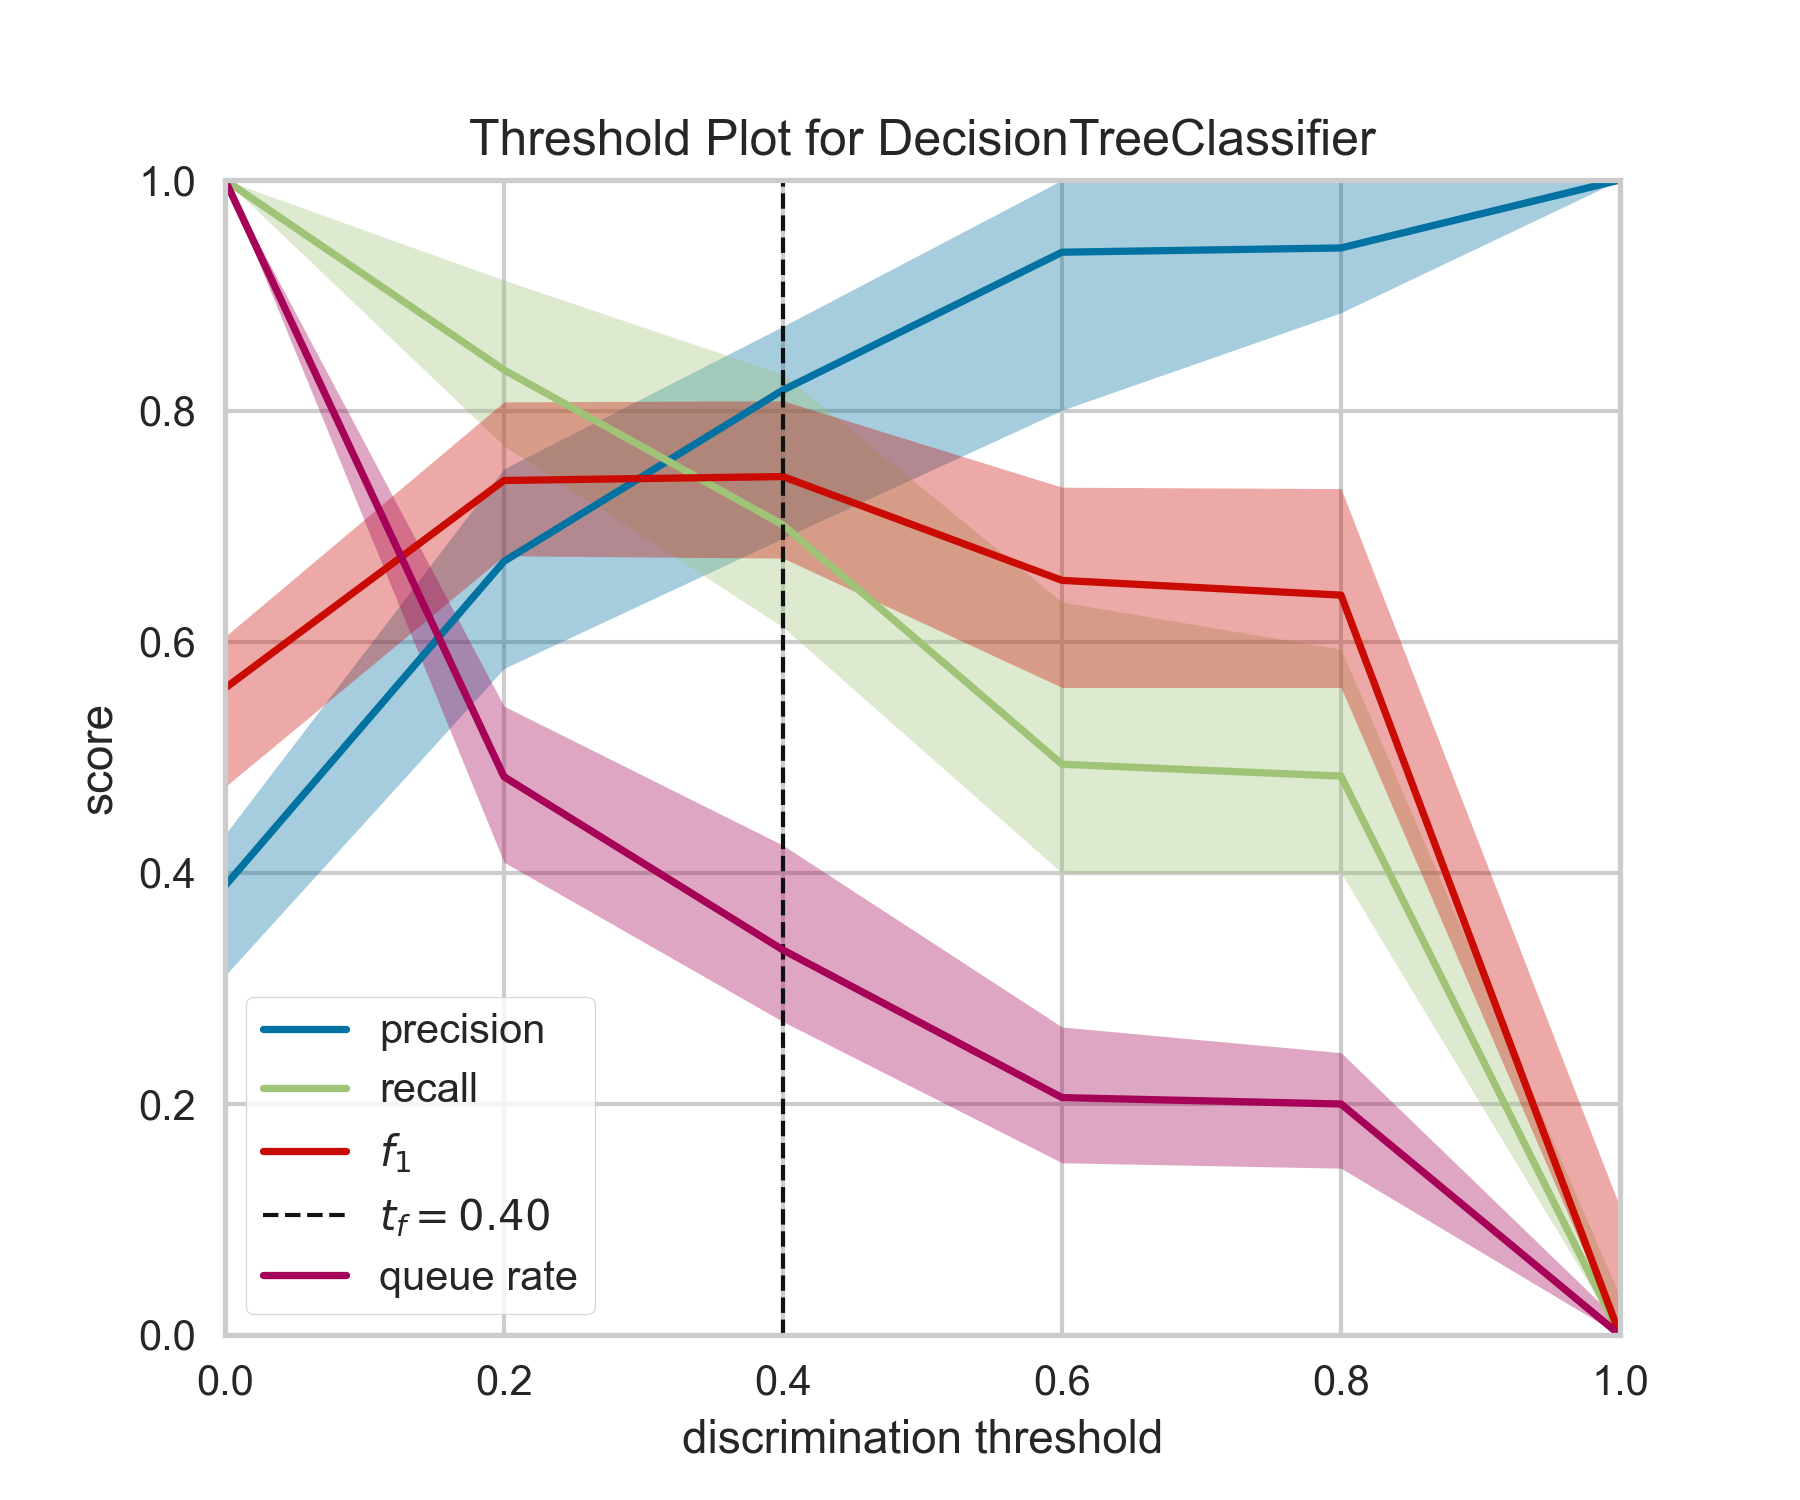 Threshold Plot for DecisionTreeClassifier
1.0
0.8
0.6
0.4
0.2
0.0
score
precision
recall
f₁
t_f = 0.40
queue rate
0.0 0.2 0.4 0.6 0.8 1.0
discrimination threshold